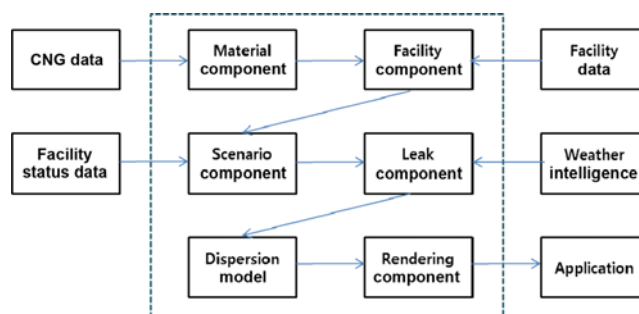 CNG data
Material
component
Facility
component
Facility
data
Facility
status data
Scenario
component
Leak
component
Weather
intelligence
Dispersion
model
Rendering
component
Application